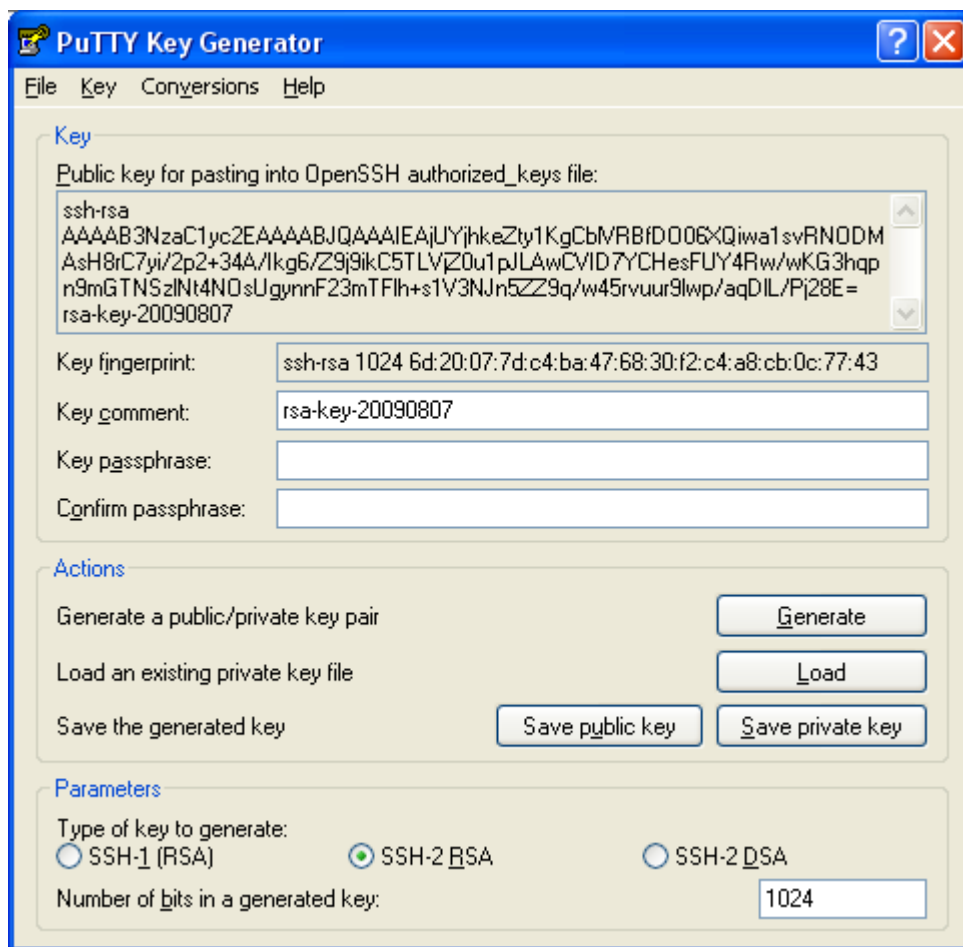 PuTTY Key Generator
File Key Conversions Help
Key
Public key for pasting into OpenSSH authorized_keys file:
ssh-rsa
AAAAB3NzaC1yc2EAAAABJQAAAIEAjUYjhkeZty1KgCblVRBfDO06XQiwa1svRNODM
AsH8rC7yi/2p2+34A/Ikg6/Z9j9ikC5TLVjZ0u1pJLAwCVID7YCHesFUY4Rw/wKG3hqp
n9mGTNSzlNt4NOsUgynnF23mTFIh+s1V3NJn5ZZ9q/w45rvuur9lwp/aqDIL/Pj28E=
rsa-key-20090807
Key fingerprint:
ssh-rsa 1024 6d:20:07:7d:c4:ba:47:68:30:f2:c4:a8:cb:0c:77:43
Key comment:
rsa-key-20090807
Key passphrase:
Confirm passphrase:
Actions
Generate a public/private key pair
Generate
Load an existing private key file
Load
Save the generated key
Save public key
Save private key
Parameters
Type of key to generate:
SSH-1 (RSA)
SSH-2 RSA
SSH-2 DSA
Number of bits in a generated key:
1024